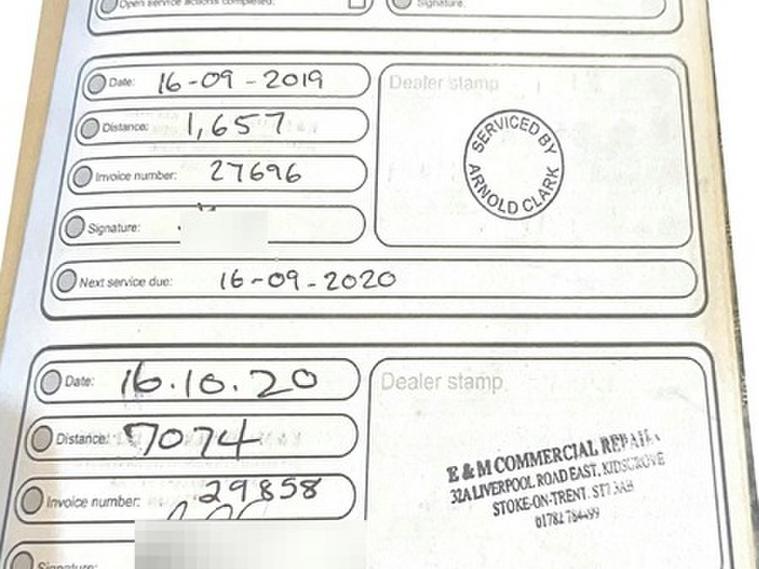 Open service actions completed:
Signature:
Date: 16-09-2019
Distance: 1,657
Invoice number: 27696
Signature:
Next service due: 16-09-2020
Dealer stamp
SERVICED BY
ARNOLD CLARK
Date: 16.10.20
Distance: 7074
Invoice number: 29858
Signature:
Dealer stamp
E & M COMMERCIAL REPAIRS
32A LIVERPOOL ROAD EAST, KIDSGROVE
STOKE-ON-TRENT. ST7 3AB
01782